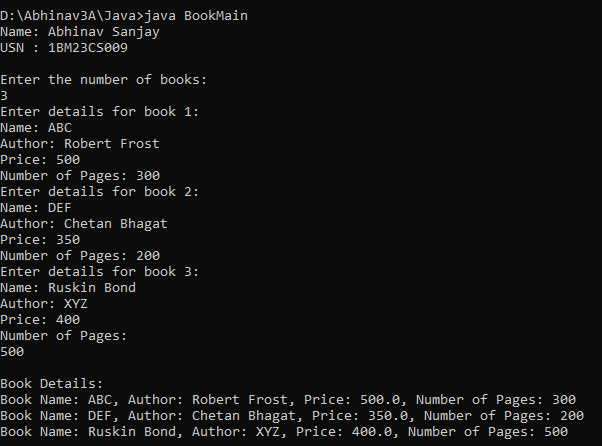 D:\Abhinav3A\Java>java BookMain
Name: Abhinav Sanjay
USN : 1BM23CS009
Enter the number of books:
3
Enter details for book 1:
Name: ABC
Author: Robert Frost
Price: 500
Number of Pages: 300
Enter details for book 2:
Name: DEF
Author: Chetan Bhagat
Price: 350
Number of Pages: 200
Enter details for book 3:
Name: Ruskin Bond
Author: XYZ
Price: 400
Number of Pages:
500
Book Details:
Book Name: ABC, Author: Robert Frost, Price: 500.0, Number of Pages: 300
Book Name: DEF, Author: Chetan Bhagat, Price: 350.0, Number of Pages: 200
Book Name: Ruskin Bond, Author: XYZ, Price: 400.0, Number of Pages: 500